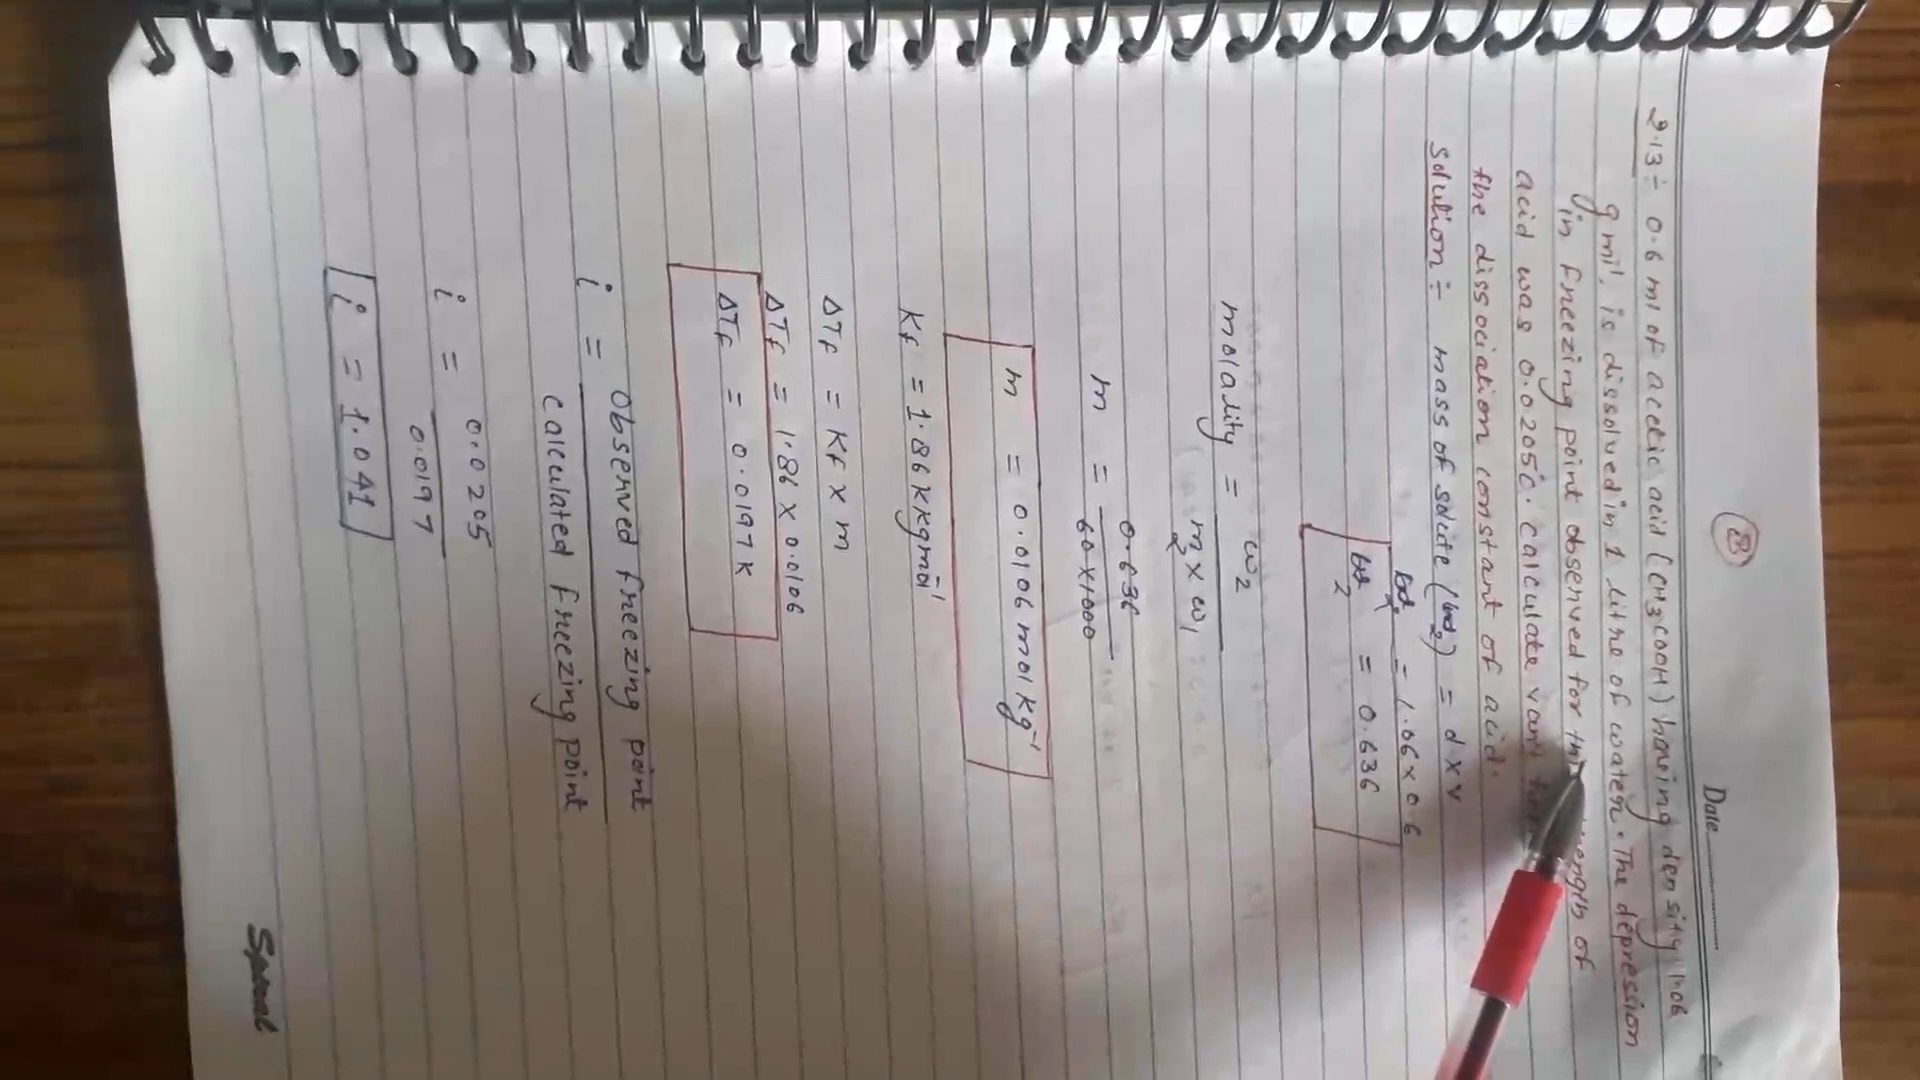 8
Date
2.13÷ 0.6 ml of acetic acid (CH3COOH) having density 1.06
g ml⁻¹, is dissolved in 1 litre of water. The depression
in freezing point observed for of
acid was 0.0205°C. calculate van't
the dissociation constant of acid.
solution÷ mass of solute ( ₂) = d x v
= 1.06 x 0.6
= 0.636
molality = w₂
m₂ x w₁
m = 0.636
60x1000
m = 0.0106 mol kg⁻¹
Kf = 1.86 K kg mol⁻¹
ΔTf = Kf x m
ΔTf = 1.86 x 0.0106
ΔTf = 0.0197 K
i = observed freezing point
calculated freezing point
i = 0.0205
0.0197
i = 1.041
Special